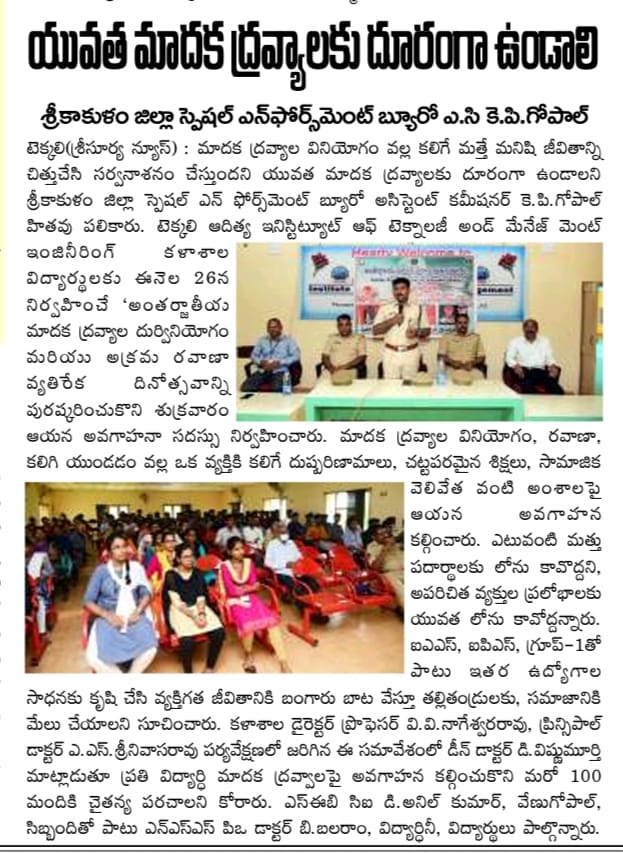 యువత మాదక ద్రవ్యాలకు దూరంగా ఉండాలి
శ్రీకాకుళం జిల్లా స్పెషల్ ఎన్‌ఫోర్స్‌మెంట్ బ్యూరో ఎ.సి కె.పి.గోపాల్
టెక్కలి(శ్రీసూర్య న్యూస్) : మాదక ద్రవ్యాల వినియోగం వల్ల కలిగే మత్తే మనిషి జీవితాన్ని
చిత్తుచేసి సర్వనాశనం చేస్తుందని యువత మాదక ద్రవ్యాలకు దూరంగా ఉండాలని
శ్రీకాకుళం జిల్లా స్పెషల్ ఎన్ ఫోర్స్‌మెంట్ బ్యూరో అసిస్టెంట్ కమీషనర్ కె.పి.గోపాల్
హితవు పలికారు. టెక్కలి ఆదిత్య ఇనిస్టిట్యూట్ ఆఫ్ టెక్నాలజీ అండ్ మేనేజ్ మెంట్
ఇంజినీరింగ్ కళాశాల
విద్యార్థులకు ఈనెల 26న
నిర్వహించే 'అంతర్జాతీయ
మాదక ద్రవ్యాల దుర్వినియోగం
మరియు అక్రమ రవాణా
వ్యతిరేక దినోత్సవాన్ని
పురష్కరించుకొని శుక్రవారం
Hearty Welcome to
Institute
ఆయన అవగాహనా సదస్సు నిర్వహించారు. మాదక ద్రవ్యాల వినియోగం, రవాణా,
కలిగి యుండడం వల్ల ఒక వ్యక్తికి కలిగే దుష్పరిణామాలు, చట్టపరమైన శిక్షలు, సామాజిక
వెలివేత వంటి అంశాలపై
ఆయన అవగాహన
కల్గించారు. ఎటువంటి మత్తు
పదార్థాలకు లోను కావొద్దని,
అపరిచిత వ్యక్తుల ప్రలోభాలకు
యువత లోను కావోద్దన్నారు.
ఐఎఎస్, ఐపిఎస్, గ్రూప్-1తో
పాటు ఇతర ఉద్యోగాల
సాధనకు కృషి చేసి వ్యక్తిగత జీవితానికి బంగారు బాట వేస్తూ తల్లితండ్రులకు, సమాజానికి
మేలు చేయాలని సూచించారు. కళాశాల డైరెక్టర్ ప్రొఫెసర్ వి.వి.నాగేశ్వరరావు, ప్రిన్సిపాల్
డాక్టర్ ఎ.ఎస్.శ్రీనివాసరావు పర్యవేక్షణలో జరిగిన ఈ సమావేశంలో డీన్ డాక్టర్ డి.విష్ణుమూర్తి
మాట్లాడుతూ ప్రతి విద్యార్థి మాదక ద్రవ్వాలపై అవగాహన కల్గించుకొని మరో 100
మందికి చైతన్య పరచాలని కోరారు. ఎస్ఈబి సిఐ డి.అనిల్ కుమార్, వేణుగోపాల్,
సిబ్బందితో పాటు ఎన్ఎస్ఎస్ పిఒ డాక్టర్ బి.బలరాం, విద్యార్థినీ, విద్యార్థులు పాల్గొన్నారు.